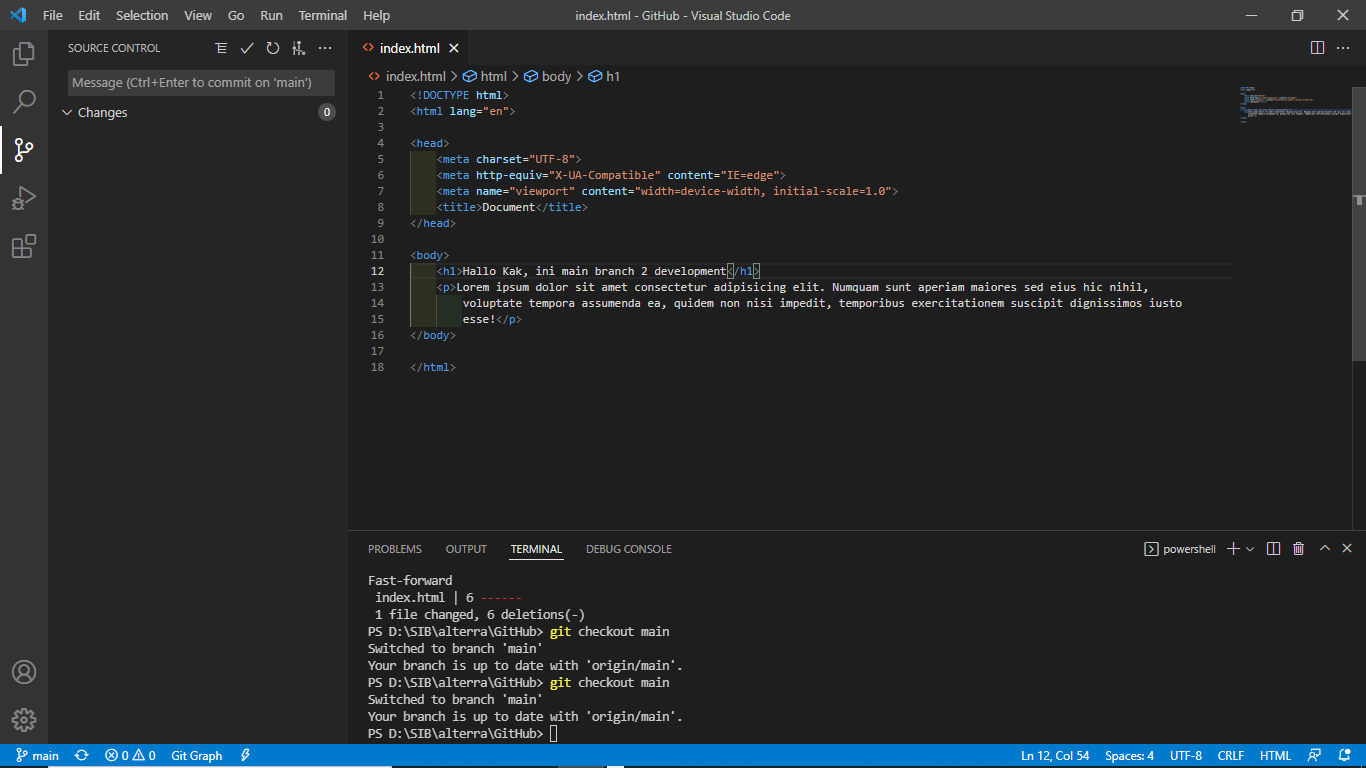 File Edit Selection View Go Run Terminal Help index.html - GitHub - Visual Studio Code
SOURCE CONTROL
Message (Ctrl+Enter to commit on 'main')
Changes 0
index.html
index.html > html > body > h1
1 <!DOCTYPE html>
2 <html lang="en">
3
4 <head>
5 <meta charset="UTF-8">
6 <meta http-equiv="X-UA-Compatible" content="IE=edge">
7 <meta name="viewport" content="width=device-width, initial-scale=1.0">
8 <title>Document</title>
9 </head>
10
11 <body>
12 <h1>Hallo Kak, ini main branch 2 development</h1>
13 <p>Lorem ipsum dolor sit amet consectetur adipisicing elit. Numquam sunt aperiam maiores sed eius hic nihil,
14 voluptate tempora assumenda ea, quidem non nisi impedit, temporibus exercitationem suscipit dignissimos iusto
15 esse!</p>
16 </body>
17
18 </html>
PROBLEMS OUTPUT TERMINAL DEBUG CONSOLE powershell
Fast-forward
index.html | 6 ------
1 file changed, 6 deletions(-)
PS D:\SIB\alterra\GitHub> git checkout main
Switched to branch 'main'
Your branch is up to date with 'origin/main'.
PS D:\SIB\alterra\GitHub> git checkout main
Switched to branch 'main'
Your branch is up to date with 'origin/main'.
PS D:\SIB\alterra\GitHub>
main 0 0 Git Graph Ln 12, Col 54 Spaces: 4 UTF-8 CRLF HTML